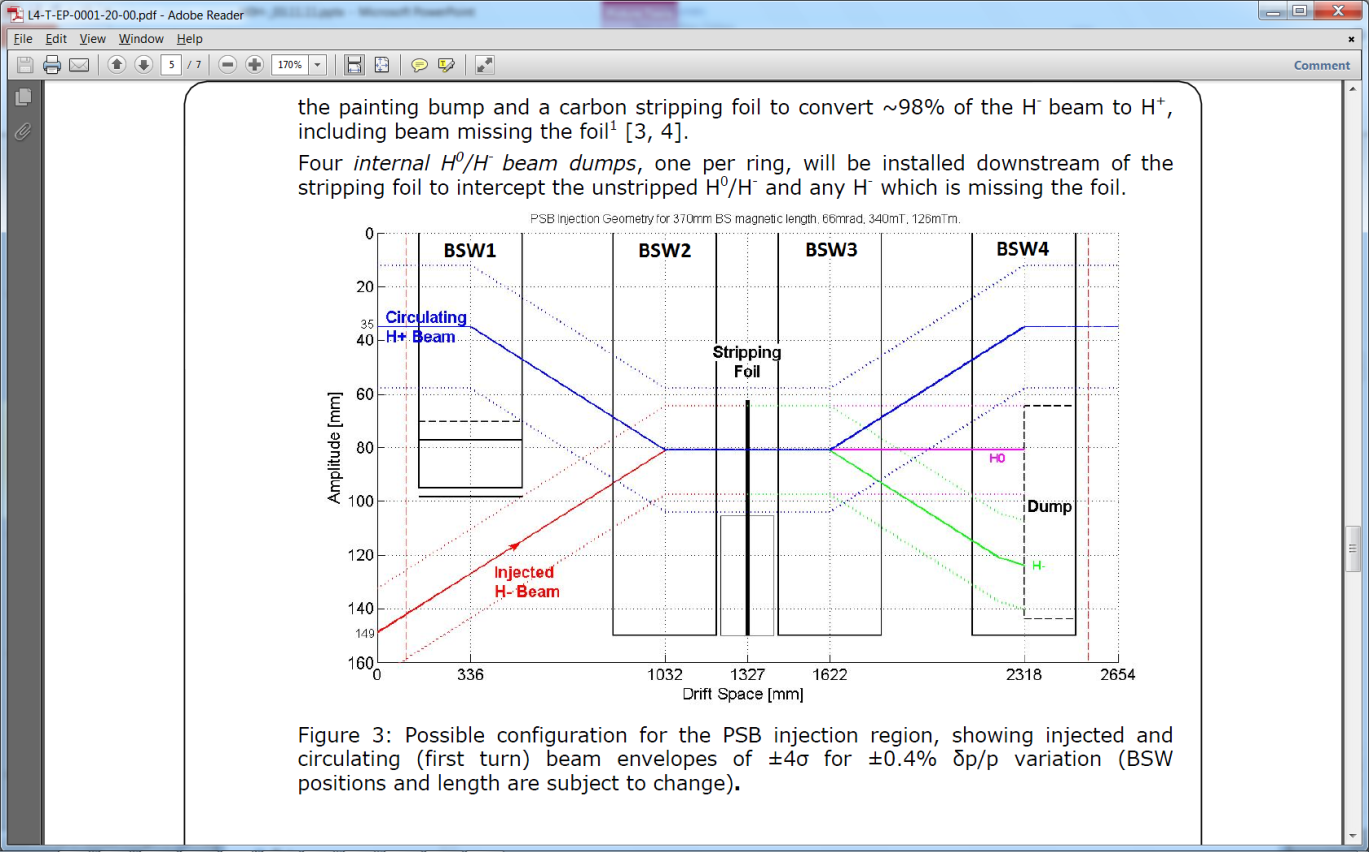 L4-T-EP-0001-20-00.pdf - Adobe Reader
File Edit View Window Help
5 / 7 170% Comment
the painting bump and a carbon stripping foil to convert ~98% of the H⁻ beam to H⁺,
including beam missing the foil¹ [3, 4].
Four internal H⁰/H⁻ beam dumps, one per ring, will be installed downstream of the
stripping foil to intercept the unstripped H⁰/H⁻ and any H⁻ which is missing the foil.
PSB Injection Geometry for 370mm BS magnetic length, 66mrad, 340mT, 126mTm.
BSW1 BSW2 BSW3 BSW4
0
20
35
40
60
80
100
120
140
149
160
Amplitude [mm]
Circulating
H+ Beam
Stripping
Foil
H0
Dump
H-
Injected
H- Beam
0 336 1032 1327 1622 2318 2654
Drift Space [mm]
Figure 3: Possible configuration for the PSB injection region, showing injected and
circulating (first turn) beam envelopes of ±4σ for ±0.4% δp/p variation (BSW
positions and length are subject to change).